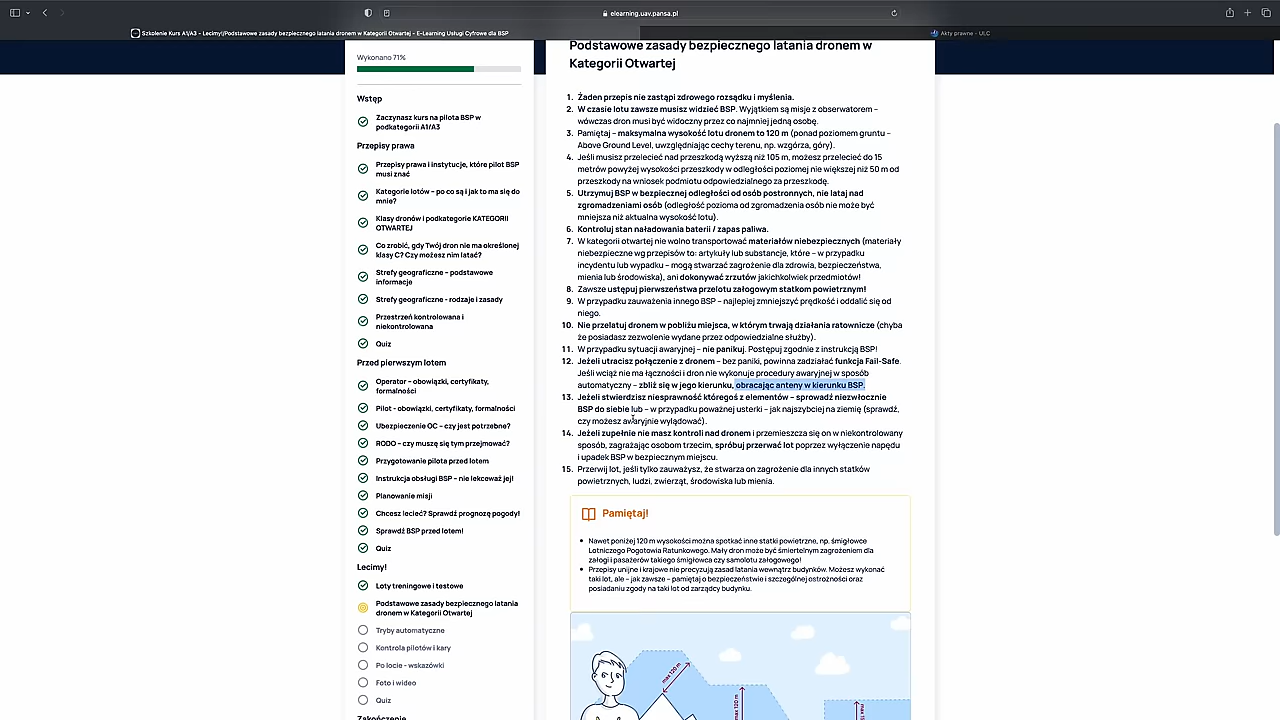 elearning.uav.pansa.pl
Szkolenie Kurs A1/A3 – Lecimy!/Podstawowe zasady bezpiecznego latania dronem w Kategorii Otwartej – E-Learning Usługi Cyfrowe dla BSP
Akty prawne - ULC
Wykonano 71%
Wstęp
Zaczynasz kurs na pilota BSP w
podkategorii A1/A3
Przepisy prawa
Przepisy prawa i instytucje, które pilot BSP
musi znać
Kategorie lotów – po co są i jak to ma się do
mnie?
Klasy dronów i podkategorie KATEGORII
OTWARTEJ
Co zrobić, gdy Twój dron nie ma określonej
klasy C? Czy możesz nim latać?
Strefy geograficzne – podstawowe
informacje
Strefy geograficzne - rodzaje i zasady
Przestrzeń kontrolowana i
niekontrolowana
Quiz
Przed pierwszym lotem
Operator – obowiązki, certyfikaty,
formalności
Pilot - obowiązki, certyfikaty, formalności
Ubezpieczenie OC – czy jest potrzebne?
RODO – czy muszę się tym przejmować?
Przygotowanie pilota przed lotem
Instrukcja obsługi BSP – nie lekceważ jej!
Planowanie misji
Chcesz lecieć? Sprawdź prognozę pogody!
Sprawdź BSP przed lotem!
Quiz
Lecimy!
Loty treningowe i testowe
Podstawowe zasady bezpiecznego latania
dronem w Kategorii Otwartej
Tryby automatyczne
Kontrola pilotów i kary
Po locie - wskazówki
Foto i wideo
Quiz
Zakończenie
Podstawowe zasady bezpiecznego latania dronem w
Kategorii Otwartej
1. Żaden przepis nie zastąpi zdrowego rozsądku i myślenia.
2. W czasie lotu zawsze musisz widzieć BSP. Wyjątkiem są misje z obserwatorem –
wówczas dron musi być widoczny przez co najmniej jedną osobę.
3. Pamiętaj – maksymalna wysokość lotu dronem to 120 m (ponad poziomem gruntu –
Above Ground Level, uwzględniając cechy terenu, np. wzgórza, góry).
4. Jeśli musisz przelecieć nad przeszkodą wyższą niż 105 m, możesz przelecieć do 15
metrów powyżej wysokości przeszkody w odległości poziomej nie większej niż 50 m od
przeszkody na wniosek podmiotu odpowiedzialnego za przeszkodę.
5. Utrzymuj BSP w bezpiecznej odległości od osób postronnych, nie lataj nad
zgromadzeniami osób (odległość pozioma od zgromadzenia osób nie może być
mniejsza niż aktualna wysokość lotu).
6. Kontroluj stan naładowania baterii / zapas paliwa.
7. W kategorii otwartej nie wolno transportować materiałów niebezpiecznych (materiały
niebezpieczne wg przepisów to: artykuły lub substancje, które – w przypadku
incydentu lub wypadku – mogą stwarzać zagrożenie dla zdrowia, bezpieczeństwa,
mienia lub środowiska), ani dokonywać zrzutów jakichkolwiek przedmiotów!
8. Zawsze ustępuj pierwszeństwa przelotu załogowym statkom powietrznym!
9. W przypadku zauważenia innego BSP – najlepiej zmniejszyć prędkość i oddalić się od
niego.
10. Nie przelatuj dronem w pobliżu miejsca, w którym trwają działania ratownicze (chyba
że posiadasz zezwolenie wydane przez odpowiedzialne służby).
11. W przypadku sytuacji awaryjnej – nie panikuj. Postępuj zgodnie z instrukcją BSP!
12. Jeżeli utracisz połączenie z dronem – bez paniki, powinna zadziałać funkcja Fail-Safe.
Jeśli wciąż nie ma łączności i dron nie wykonuje procedury awaryjnej w sposób
automatyczny – zbliż się w jego kierunku, obracając anteny w kierunku BSP.
13. Jeżeli stwierdzisz niesprawność któregoś z elementów – sprowadź niezwłocznie
BSP do siebie lub – w przypadku poważnej usterki – jak najszybciej na ziemię (sprawdź,
czy możesz awaryjnie wylądować).
14. Jeżeli zupełnie nie masz kontroli nad dronem i przemieszcza się on w niekontrolowany
sposób, zagrażając osobom trzecim, spróbuj przerwać lot poprzez wyłączenie napędu
i upadek BSP w bezpiecznym miejscu.
15. Przerwij lot, jeśli tylko zauważysz, że stwarza on zagrożenie dla innych statków
powietrznych, ludzi, zwierząt, środowiska lub mienia.
Pamiętaj!
Nawet poniżej 120 m wysokości można spotkać inne statki powietrzne, np. śmigłowce
Lotniczego Pogotowia Ratunkowego. Mały dron może być śmiertelnym zagrożeniem dla
załogi i pasażerów takiego śmigłowca czy samolotu załogowego!
Przepisy unijne i krajowe nie precyzują zasad latania wewnątrz budynków. Możesz wykonać
taki lot, ale – jak zawsze – pamiętaj o bezpieczeństwie i szczególnej ostrożności oraz
posiadaniu zgody na taki lot od zarządcy budynku.
max 120 m
max 120 m